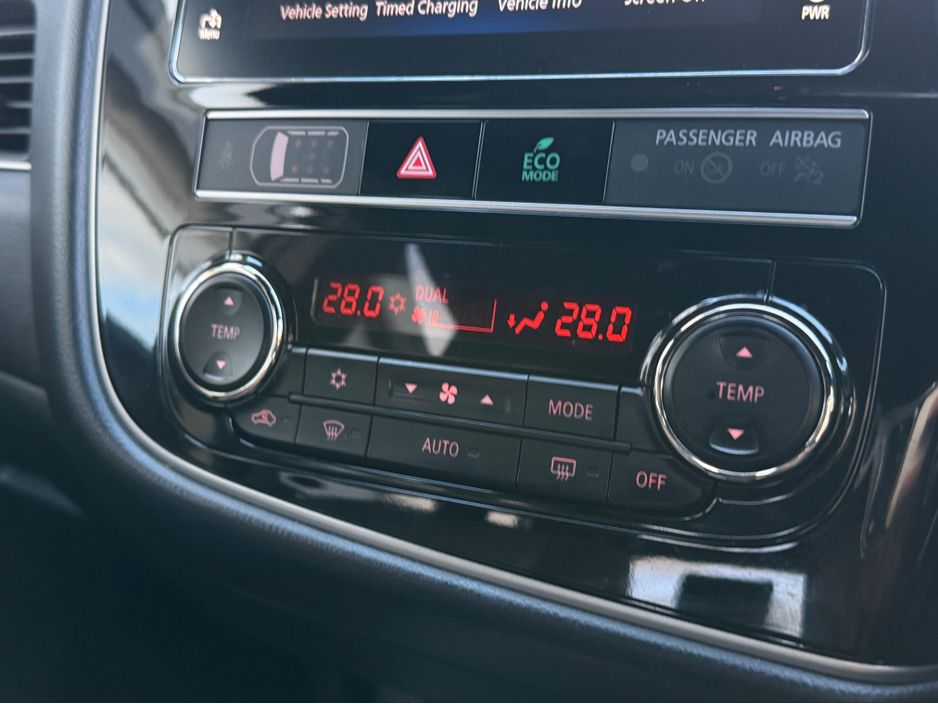 Menu
Vehicle Setting
Timed Charging
Vehicle Info
PWR
ECO
MODE
PASSENGER AIRBAG
ON
OFF
2
28.0
DUAL
28.0
TEMP
TEMP
MODE
AUTO
OFF